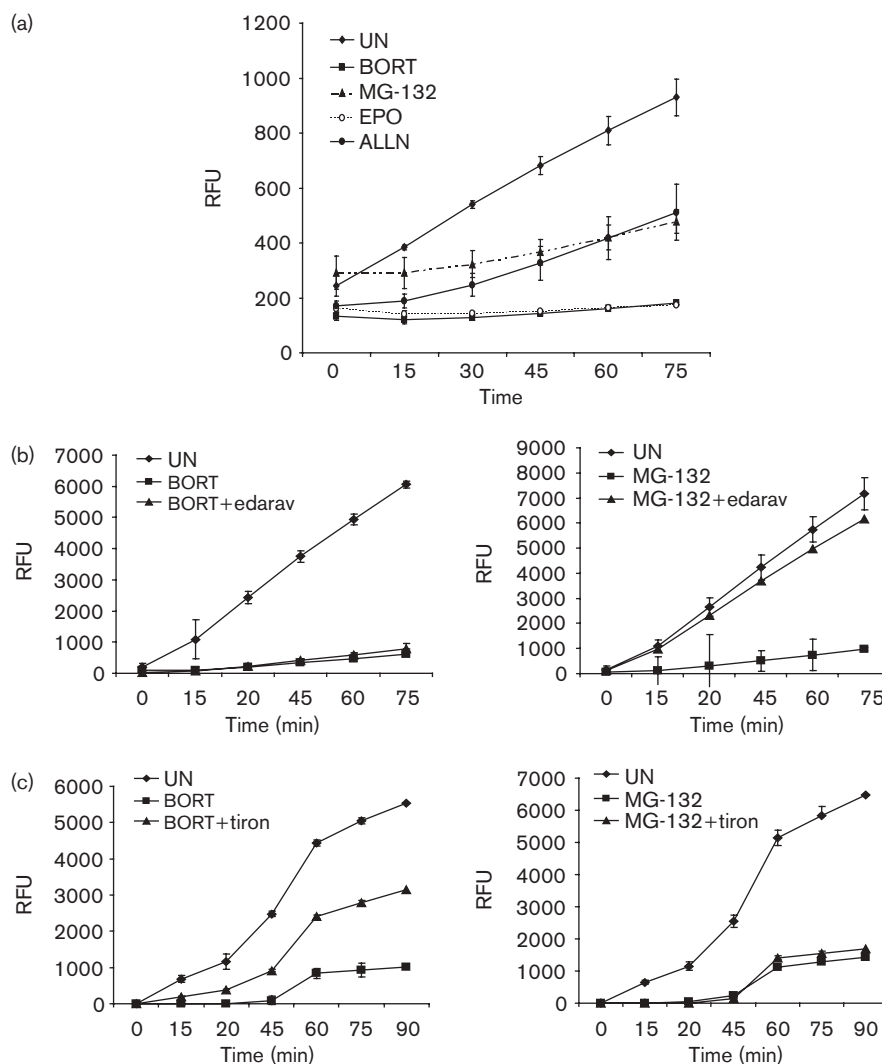 (a)
UN
BORT
MG-132
EPO
ALLN
1200
1000
800
600
400
200
0
RFU
0 15 30 45 60 75
Time
(b)
UN
BORT
BORT+edarav
7000
6000
5000
4000
3000
2000
1000
0
RFU
0 15 20 45 60 75
Time (min)
UN
MG-132
MG-132+edarav
9000
8000
7000
6000
5000
4000
3000
2000
1000
0
RFU
0 15 20 45 60 75
Time (min)
(c)
UN
BORT
BORT+tiron
6000
5000
4000
3000
2000
1000
0
RFU
0 15 20 45 60 75 90
Time (min)
UN
MG-132
MG-132+tiron
7000
6000
5000
4000
3000
2000
1000
0
RFU
0 15 20 45 60 75 90
Time (min)